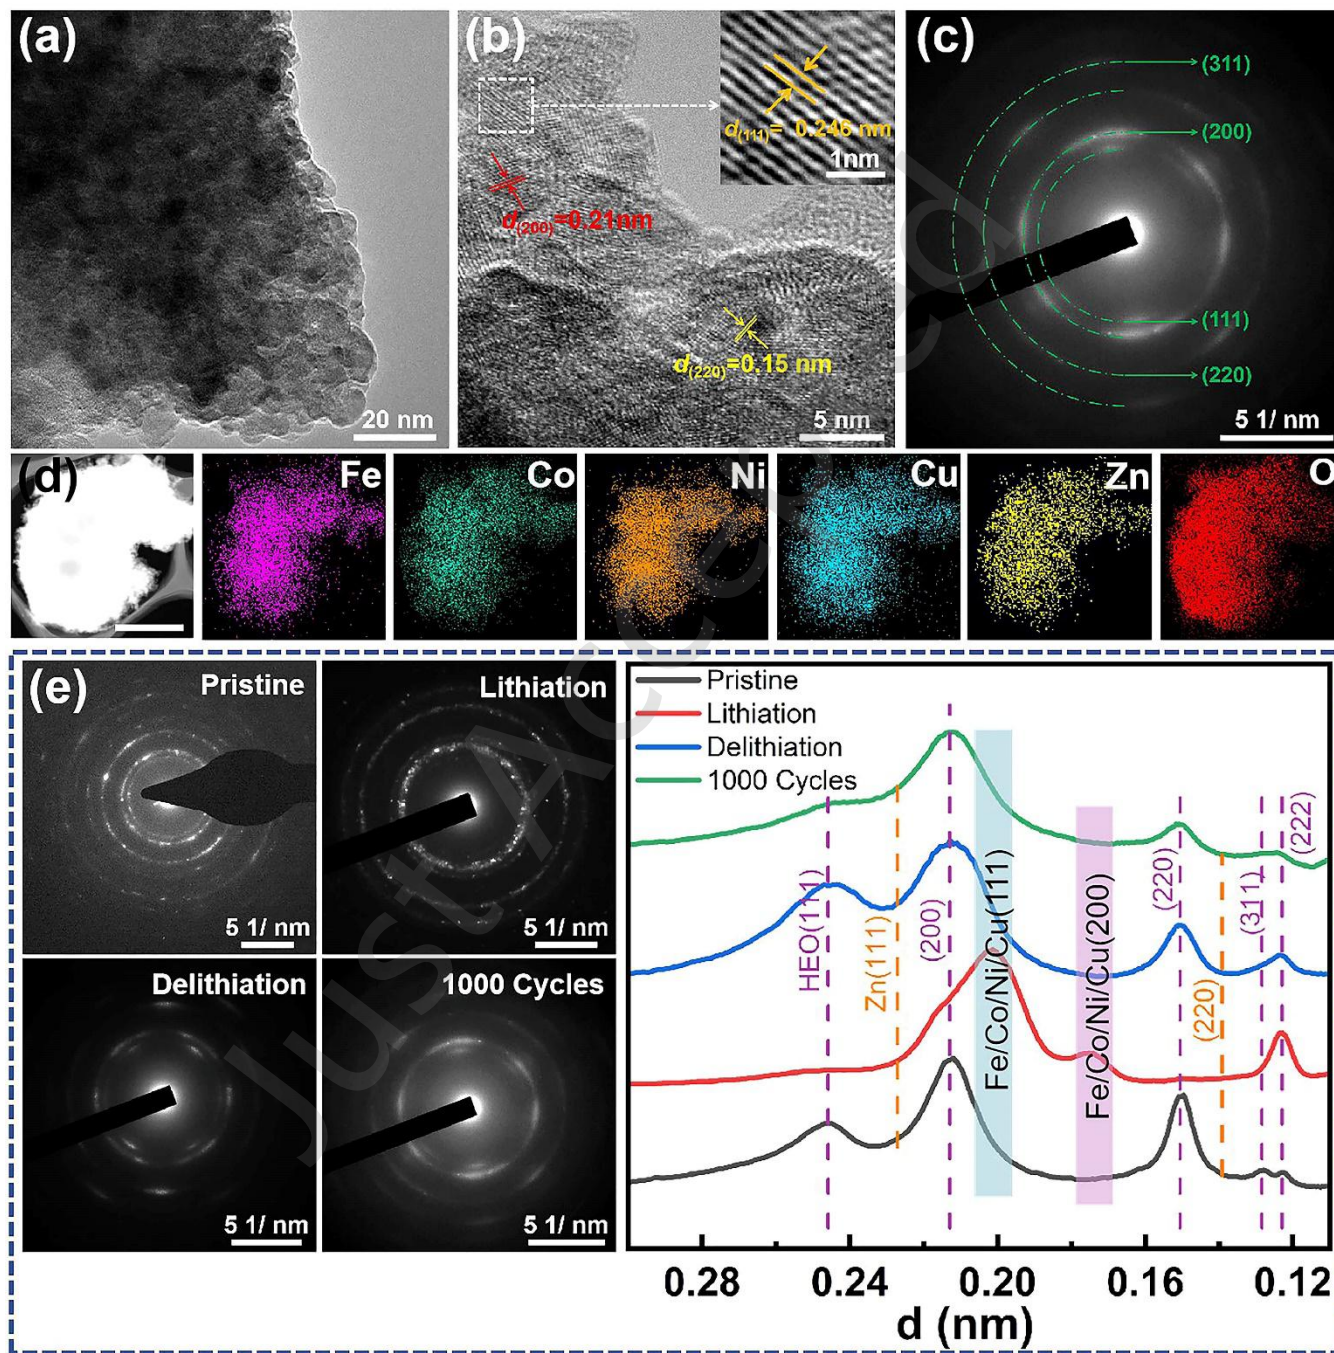 (a)
20 nm
(b)
d(111)= 0.246 nm
1nm
d(200)=0.21nm
d(220)=0.15 nm
5 nm
(c)
(311)
(200)
(111)
(220)
5 1/ nm
(d)
Fe
Co
Ni
Cu
Zn
O
(e)
Pristine
5 1/ nm
Lithiation
5 1/ nm
Delithiation
5 1/ nm
1000 Cycles
5 1/ nm
Pristine
Lithiation
Delithiation
1000 Cycles
HEO(111)
Zn(111)
(200)
Fe/Co/Ni/Cu(111)
Fe/Co/Ni/Cu(200)
(220)
(220)
(311)
(222)
0.28
0.24
0.20
0.16
0.12
d (nm)
Just Accepted